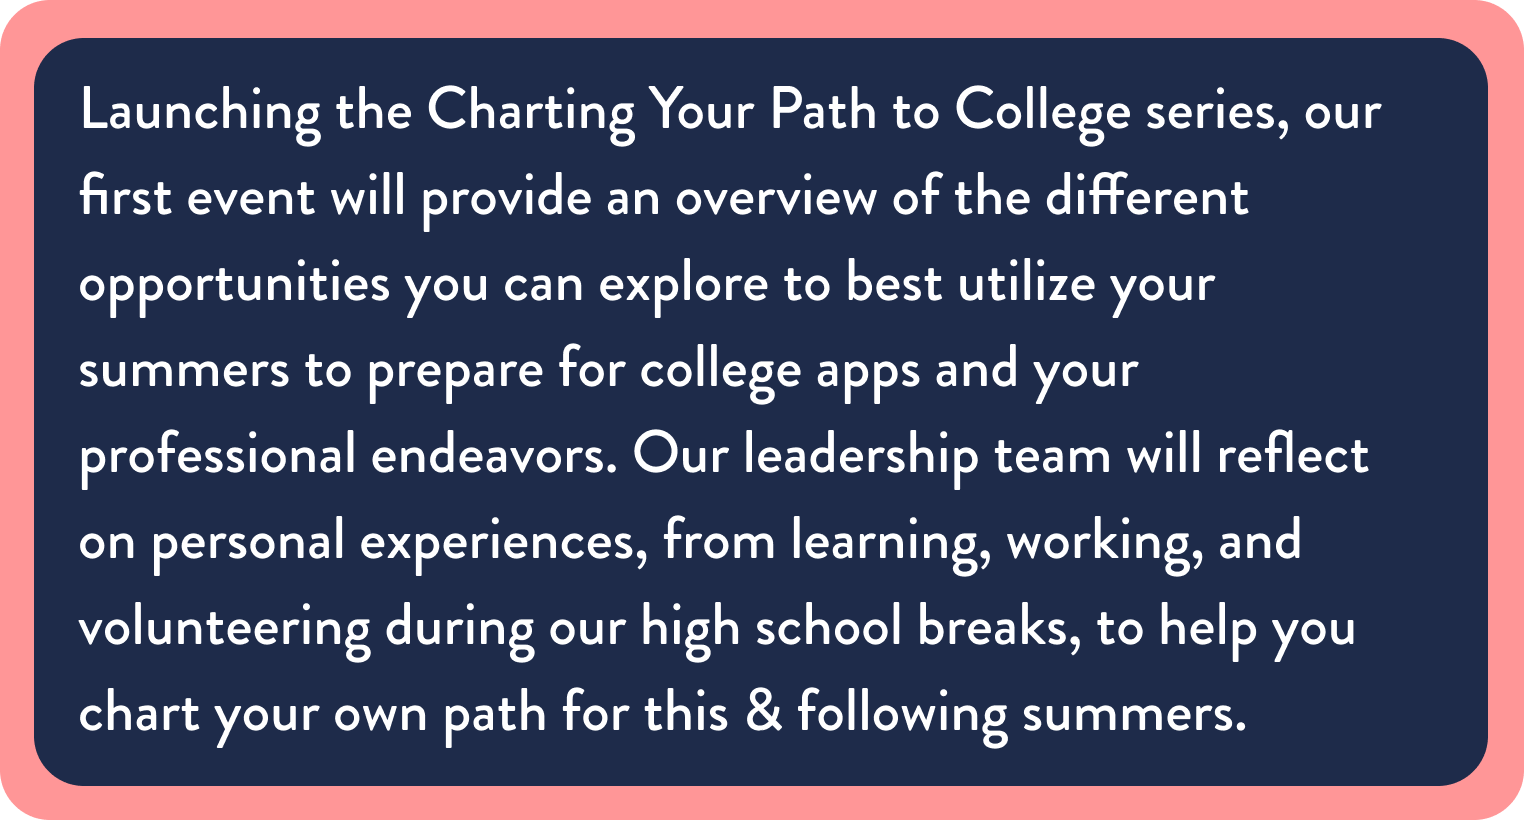 Launching the Charting Your Path to College series, our
first event will provide an overview of the different
opportunities you can explore to best utilize your
summers to prepare for college apps and your
professional endeavors. Our leadership team will reflect
on personal experiences, from learning, working, and
volunteering during our high school breaks, to help you
chart your own path for this & following summers.